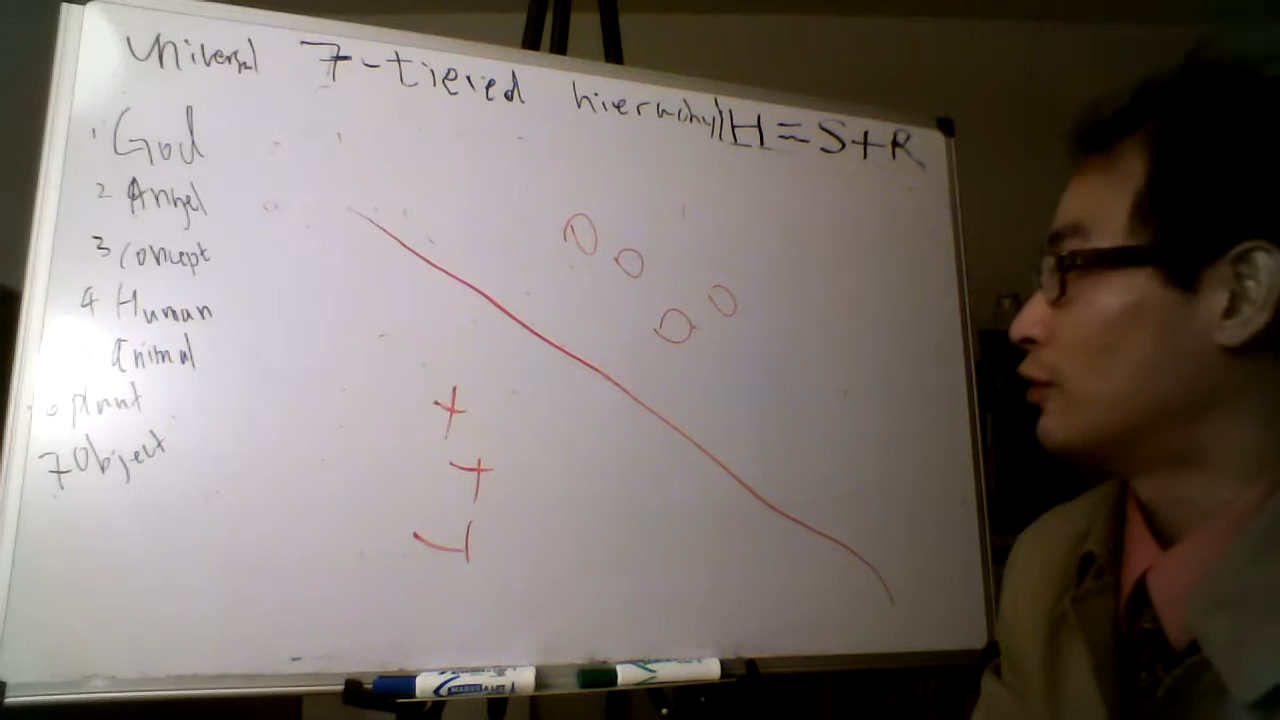 Universal 7-tiered hierarchy H=S+R
1 God
2 Angel
3 Concept
4 Human
Animal
plant
7 Object